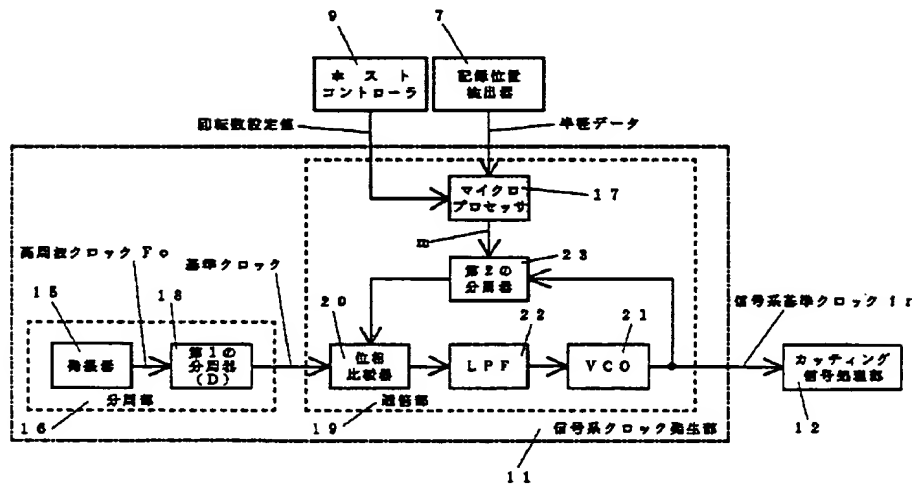 9
7
ホスト
コントローラ
記録位置
検出器
回転数設定値
半径データ
マイクロ
プロセッサ
17
m
第2の
分周器
23
高周波クロックFo
基準クロック
信号系基準クロックfr
15
18
20
22
21
発振器
第1の
分周器
(D)
位相
比較器
LPF
VCO
カッティング
信号処理部
分周部
逓倍部
16
19
信号系クロック発生部
12
11